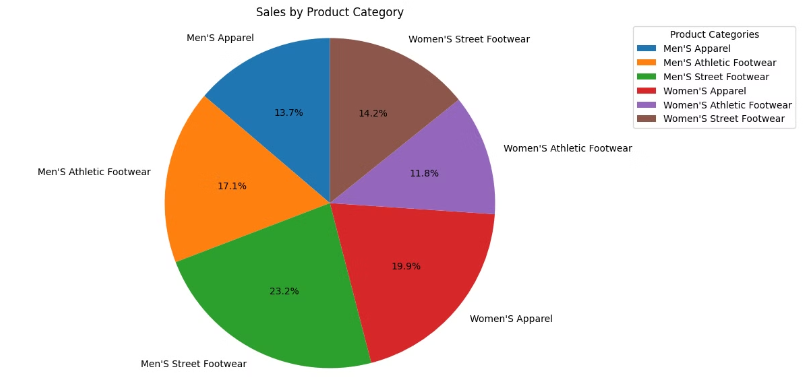 Sales by Product Category
Men'S Apparel
Women'S Street Footwear
Product Categories
Men'S Apparel
Men'S Athletic Footwear
Men'S Street Footwear
Women'S Apparel
Women'S Athletic Footwear
Women'S Street Footwear
13.7%
14.2%
Women'S Athletic Footwear
Men'S Athletic Footwear
11.8%
17.1%
19.9%
23.2%
Women'S Apparel
Men'S Street Footwear